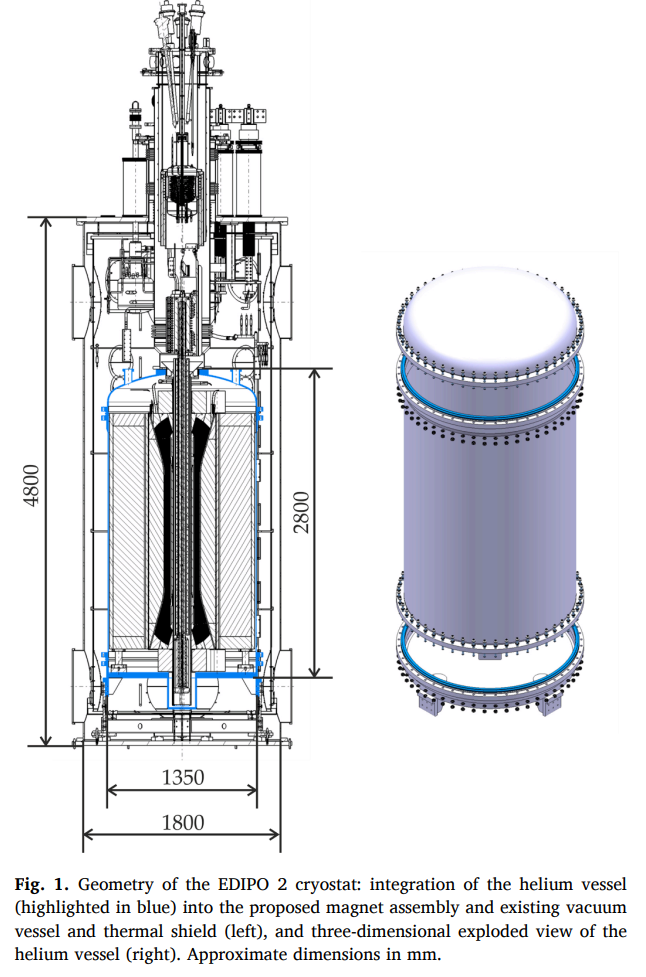 4800
2800
1350
1800
Fig. 1. Geometry of the EDIPO 2 cryostat: integration of the helium vessel
(highlighted in blue) into the proposed magnet assembly and existing vacuum
vessel and thermal shield (left), and three-dimensional exploded view of the
helium vessel (right). Approximate dimensions in mm.